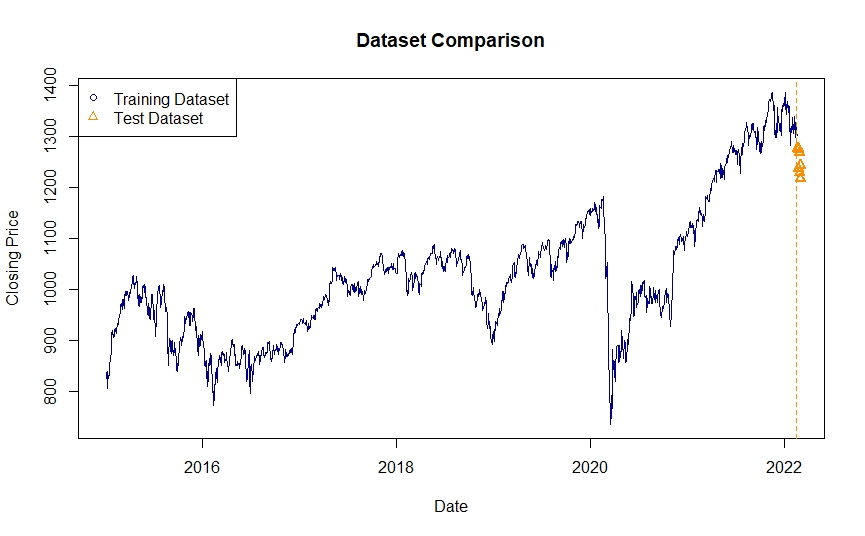 Dataset Comparison
Training Dataset
Test Dataset
Closing Price
1400
1300
1200
1100
1000
900
800
2016
2018
2020
2022
Date